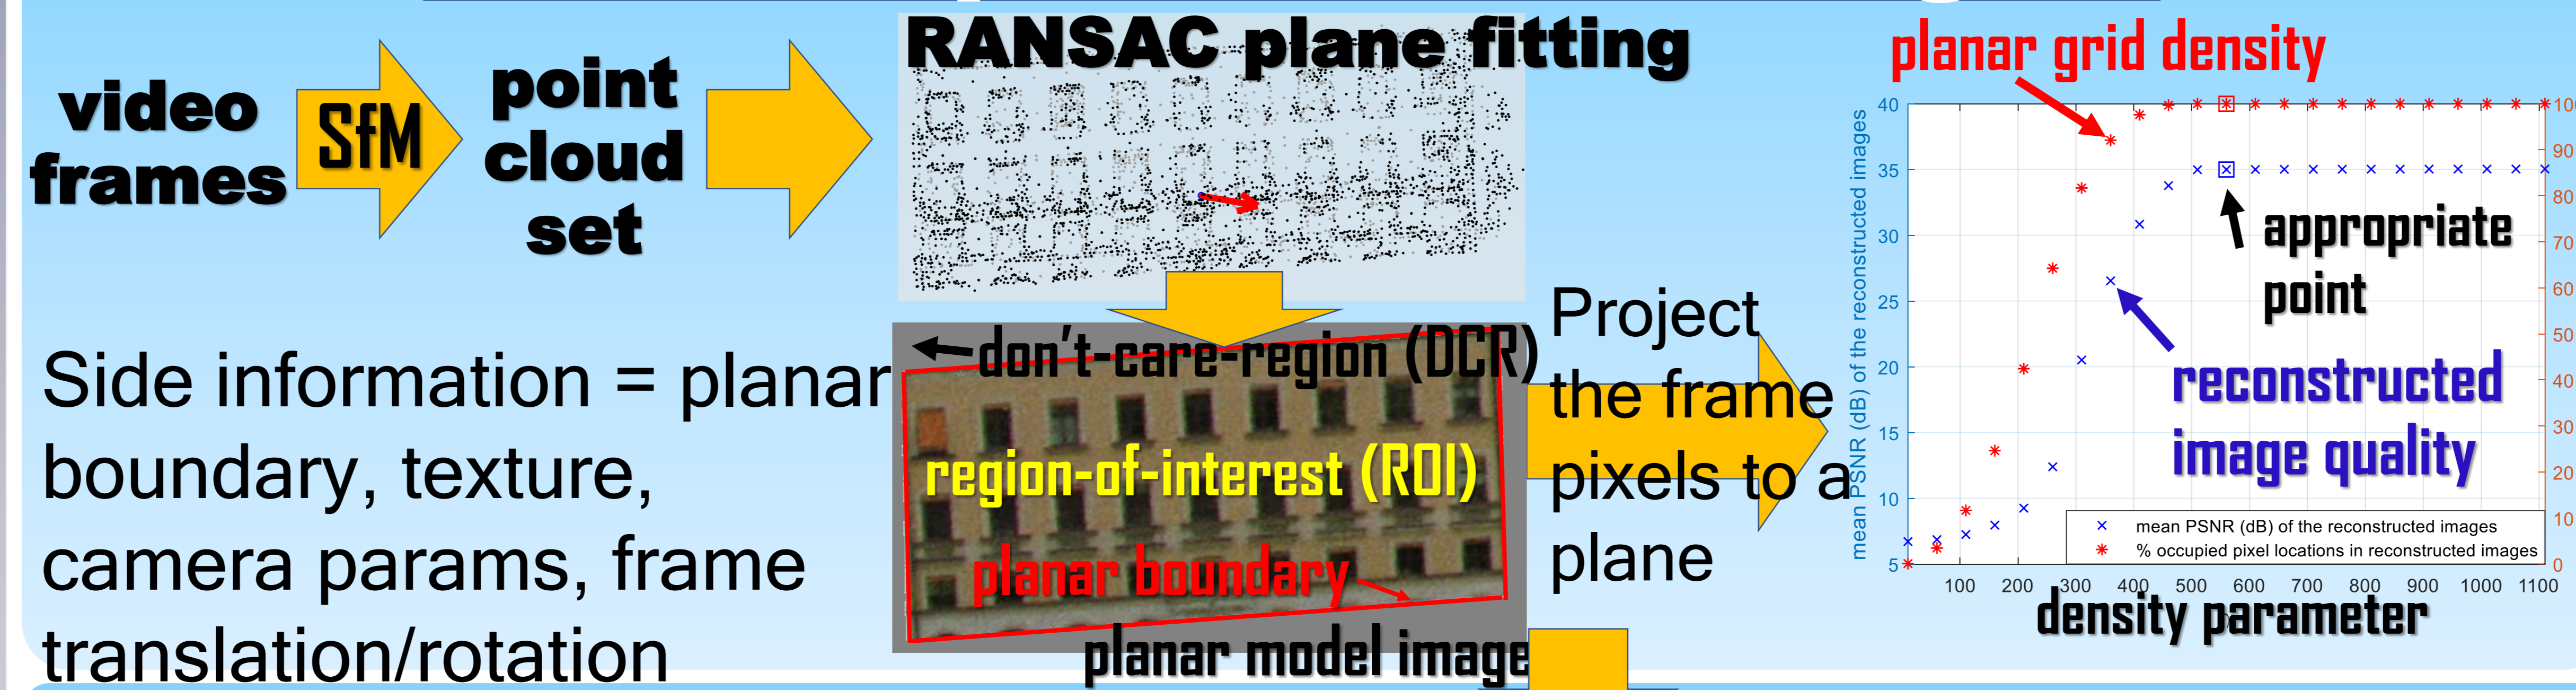 video
frames
SfM
point
cloud
set
RANSAC plane fitting
Side information = planar
boundary, texture,
camera params, frame
translation/rotation
don't-care-region (DCR)
region-of-interest (ROI)
planar boundary
planar model image
Project
the frame
pixels to a
plane
planar grid density
mean PSNR (dB) of the reconstructed images
40
35
30
25
20
15
10
5
90
80
70
60
50
40
30
20
10
0
appropriate
point
reconstructed
image quality
mean PSNR (dB) of the reconstructed images
% occupied pixel locations in reconstructed images
100 200 300 400 500 600 700 800 900 1000 1100
density parameter